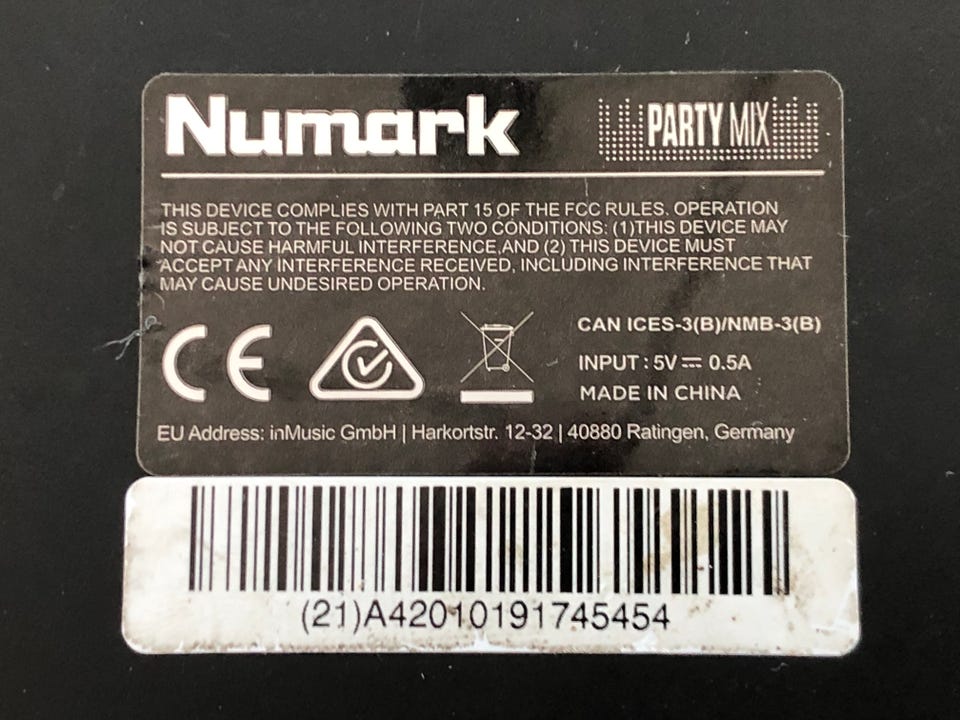 Numark
PARTY MIX
THIS DEVICE COMPLIES WITH PART 15 OF THE FCC RULES. OPERATION
IS SUBJECT TO THE FOLLOWING TWO CONDITIONS: (1)THIS DEVICE MAY
NOT CAUSE HARMFUL INTERFERENCE,AND (2) THIS DEVICE MUST
ACCEPT ANY INTERFERENCE RECEIVED, INCLUDING INTERFERENCE THAT
MAY CAUSE UNDESIRED OPERATION.
CE
CAN ICES-3(B)/NMB-3(B)
INPUT : 5V ⎓ 0.5A
MADE IN CHINA
EU Address: inMusic GmbH | Harkortstr. 12-32 | 40880 Ratingen, Germany
(21)A42010191745454